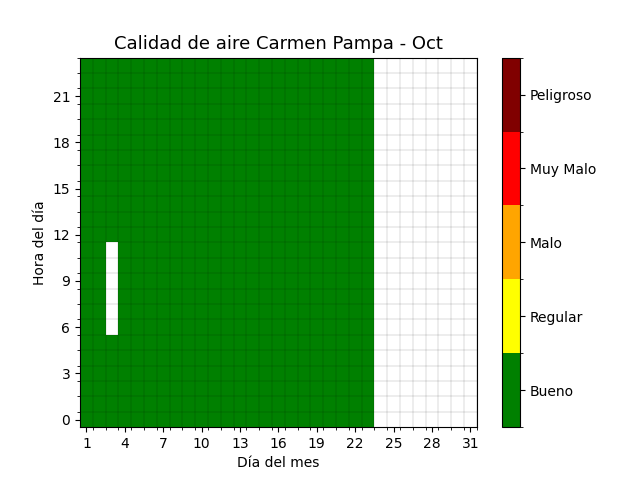 Calidad de aire Carmen Pampa - Oct
21
18
15
12
9
6
3
0
Hora del día
1 4 7 10 13 16 19 22 25 28 31
Día del mes
Peligroso
Muy Malo
Malo
Regular
Bueno